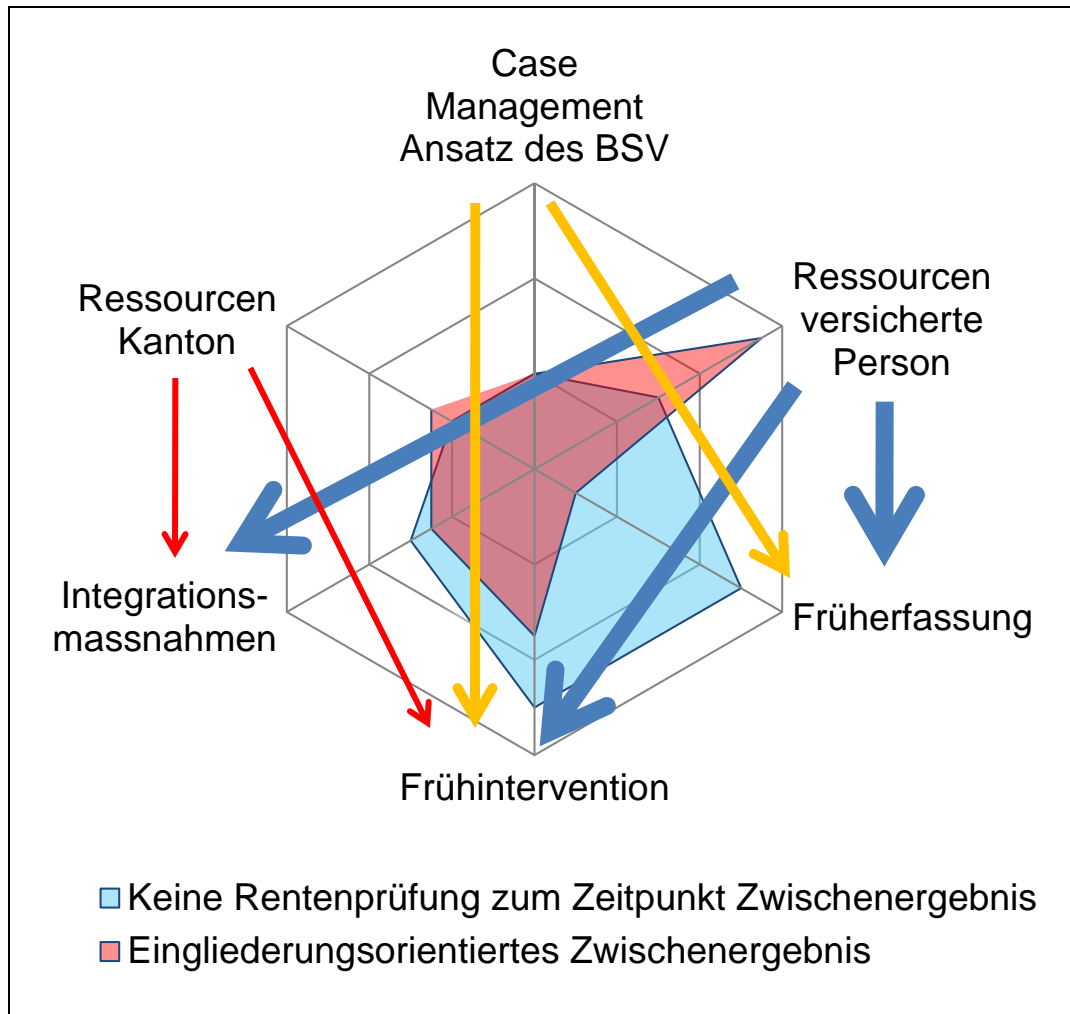 Case
Management
Ansatz des BSV
Ressourcen
versicherte
Person
Ressourcen
Kanton
Integrations-
massnahmen
Früherfassung
Frühintervention
Keine Rentenprüfung zum Zeitpunkt Zwischenergebnis
Eingliederungsorientiertes Zwischenergebnis